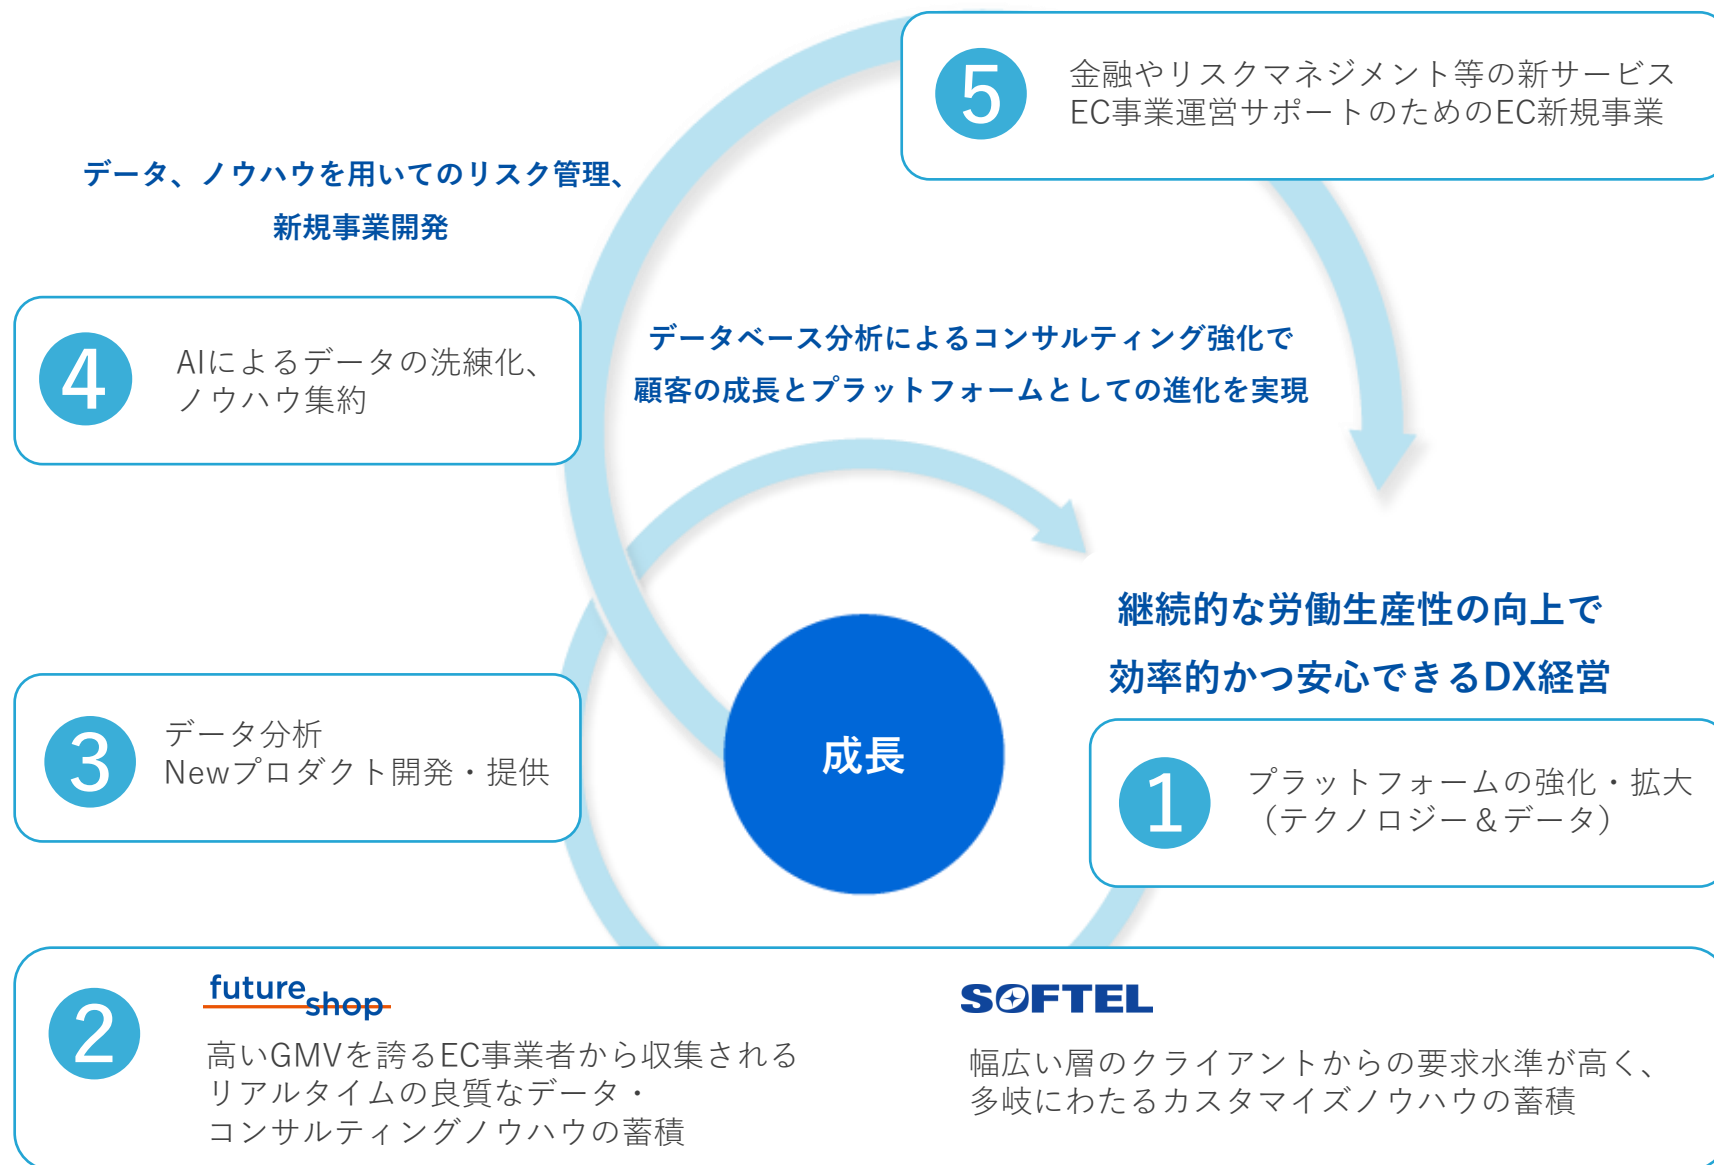 5
金融やリスクマネジメント等の新サービス
EC事業運営サポートのためのEC新規事業
データ、ノウハウを用いてのリスク管理、
新規事業開発
4
AIによるデータの洗練化、
ノウハウ集約
データベース分析によるコンサルティング強化で
顧客の成長とプラットフォームとしての進化を実現
継続的な労働生産性の向上で
効率的かつ安心できるDX経営
3
データ分析
Newプロダクト開発・提供
成長
1
プラットフォームの強化・拡大
（テクノロジー＆データ）
2
future
shop
高いGMVを誇るEC事業者から収集される
リアルタイムの良質なデータ・
コンサルティングノウハウの蓄積
SOFTEL
幅広い層のクライアントからの要求水準が高く、
多岐にわたるカスタマイズノウハウの蓄積